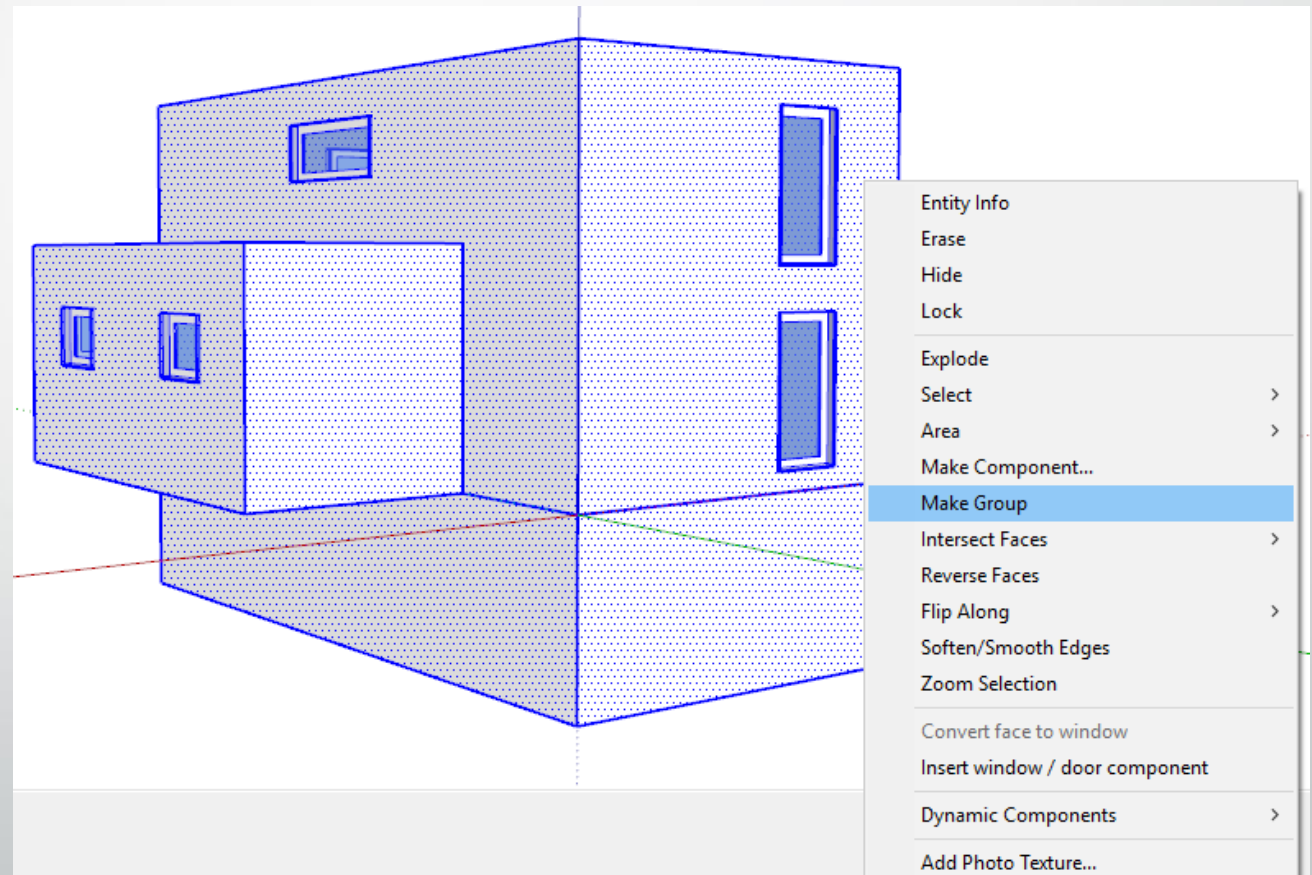 Entity Info
Erase
Hide
Lock
Explode
Select
Area
Make Component...
Make Group
Intersect Faces
Reverse Faces
Flip Along
Soften/Smooth Edges
Zoom Selection
Convert face to window
Insert window / door component
Dynamic Components
Add Photo Texture...